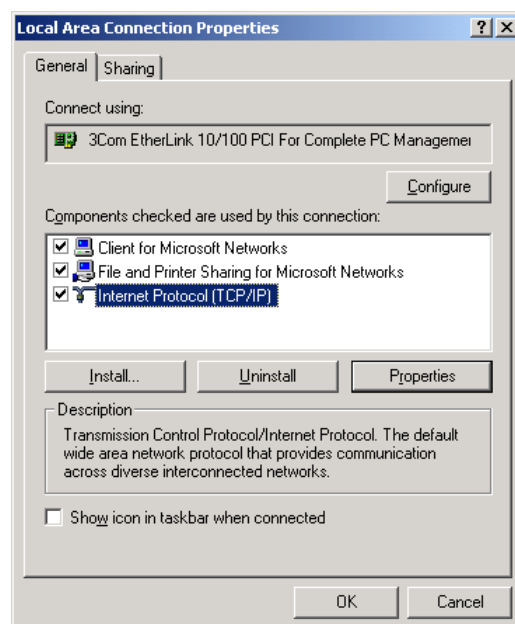 Local Area Connection Properties
General
Sharing
Connect using:
3Com EtherLink 10/100 PCI For Complete PC Managemer
Configure
Components checked are used by this connection:
Client for Microsoft Networks
File and Printer Sharing for Microsoft Networks
Internet Protocol (TCP/IP)
Install...
Uninstall
Properties
Description
Transmission Control Protocol/Internet Protocol. The default
wide area network protocol that provides communication
across diverse interconnected networks.
Show icon in taskbar when connected
OK
Cancel